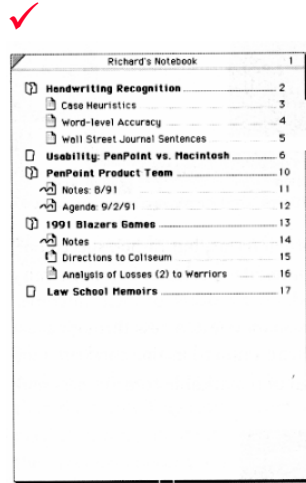 Richard's Notebook 1
Handwriting Recognition 2
Case Heuristics 3
Word-level Accuracy 4
Wall Street Journal Sentences 5
Usability: PenPoint vs. Macintosh 6
PenPoint Product Team 10
Notes: 8/91 11
Agenda: 9/2/91 12
1991 Blazers Games 13
Notes 14
Directions to Coliseum 15
Analysis of Losses (2) to Warriors 16
Law School Memoirs 17